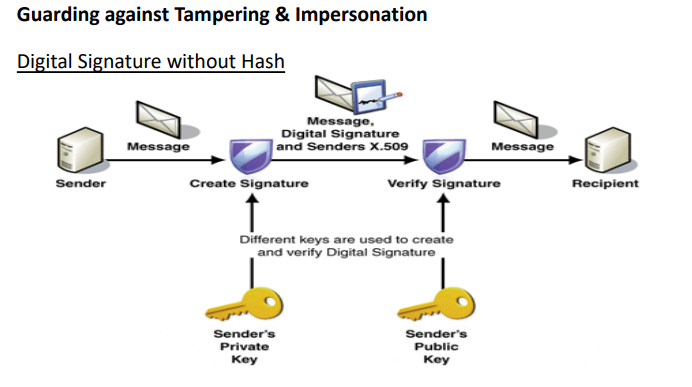 Guarding against Tampering & Impersonation
Digital Signature without Hash
Message,
Digital Signature
and Senders X.509
Message
Message
Sender
Create Signature
Verify Signature
Recipient
Different keys are used to create
and verify Digital Signature
Sender's
Private
Key
Sender's
Public
Key